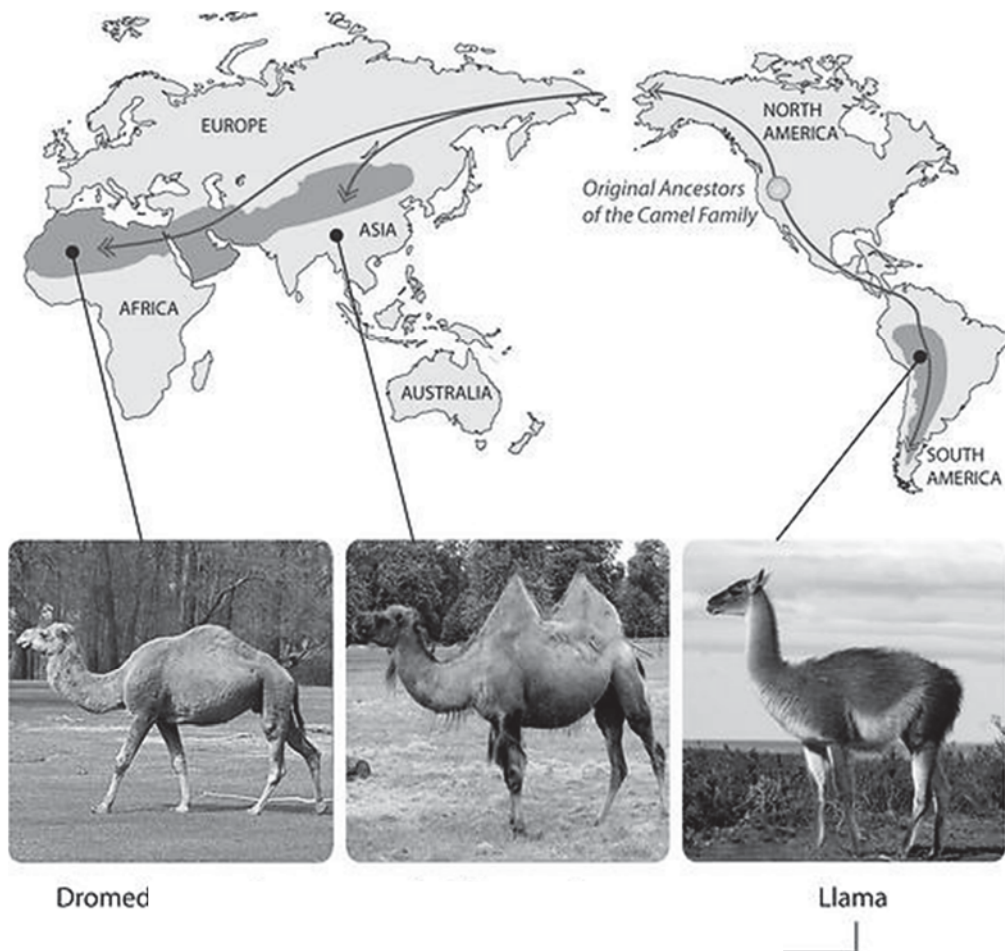 EUROPE
NORTH
AMERICA
Original Ancestors
of the Camel Family
ASIA
AFRICA
AUSTRALIA
SOUTH
AMERICA
Dromed
Llama